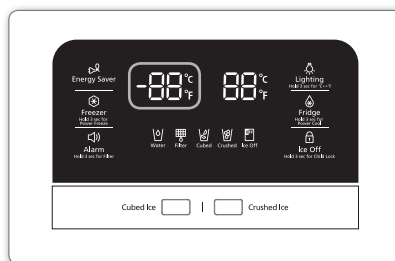 Energy Saver
-88°C °F
88°C °F
Lighting
Hold 3 sec for °C↔°F
Freezer
Hold 3 sec for
Power Freeze
Fridge
Hold 3 sec for
Power Cool
Alarm
Hold 3 sec for Filter
Water
Filter
Cubed
Crushed
Ice Off
Ice Off
Hold 3 sec for Child Lock
Cubed Ice
Crushed Ice